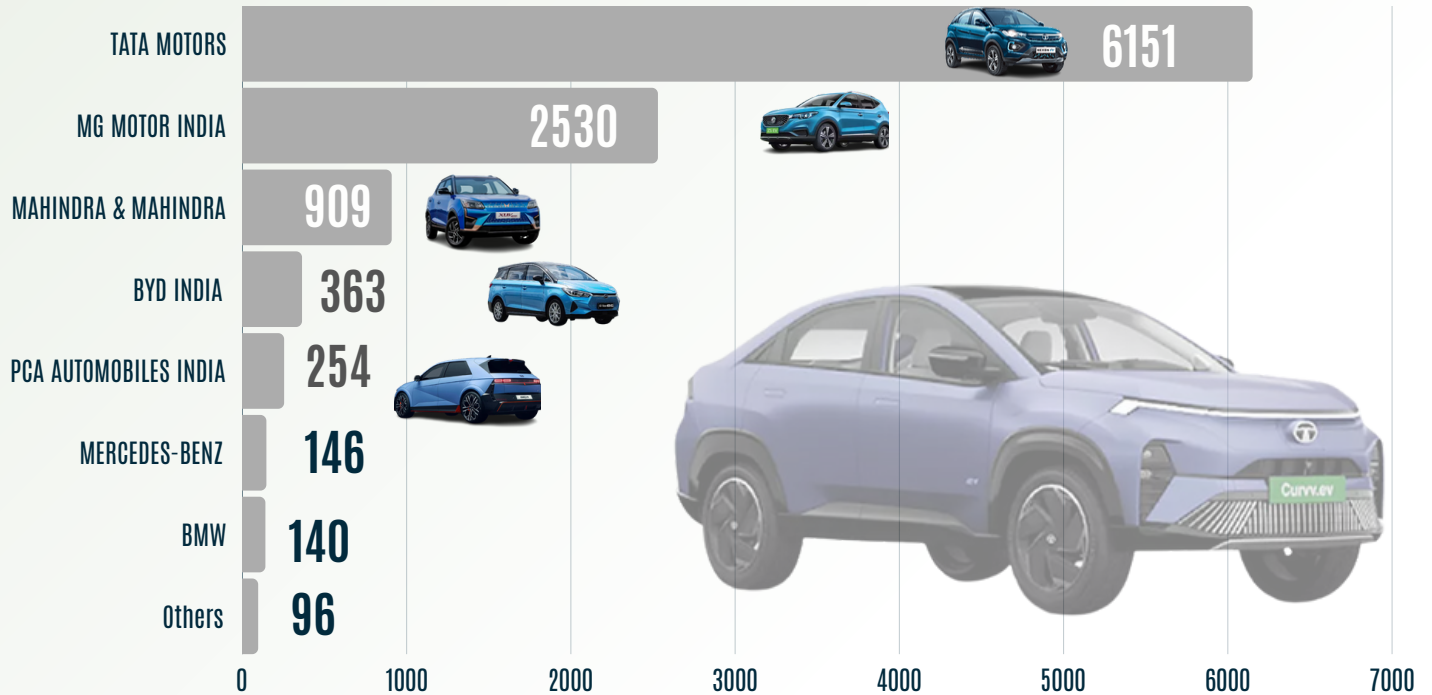 TATA MOTORS 6151
MG MOTOR INDIA 2530
MAHINDRA & MAHINDRA 909
BYD INDIA 363
PCA AUTOMOBILES INDIA 254
MERCEDES-BENZ 146
BMW 140
Others 96
Curvv.ev
0 1000 2000 3000 4000 5000 6000 7000